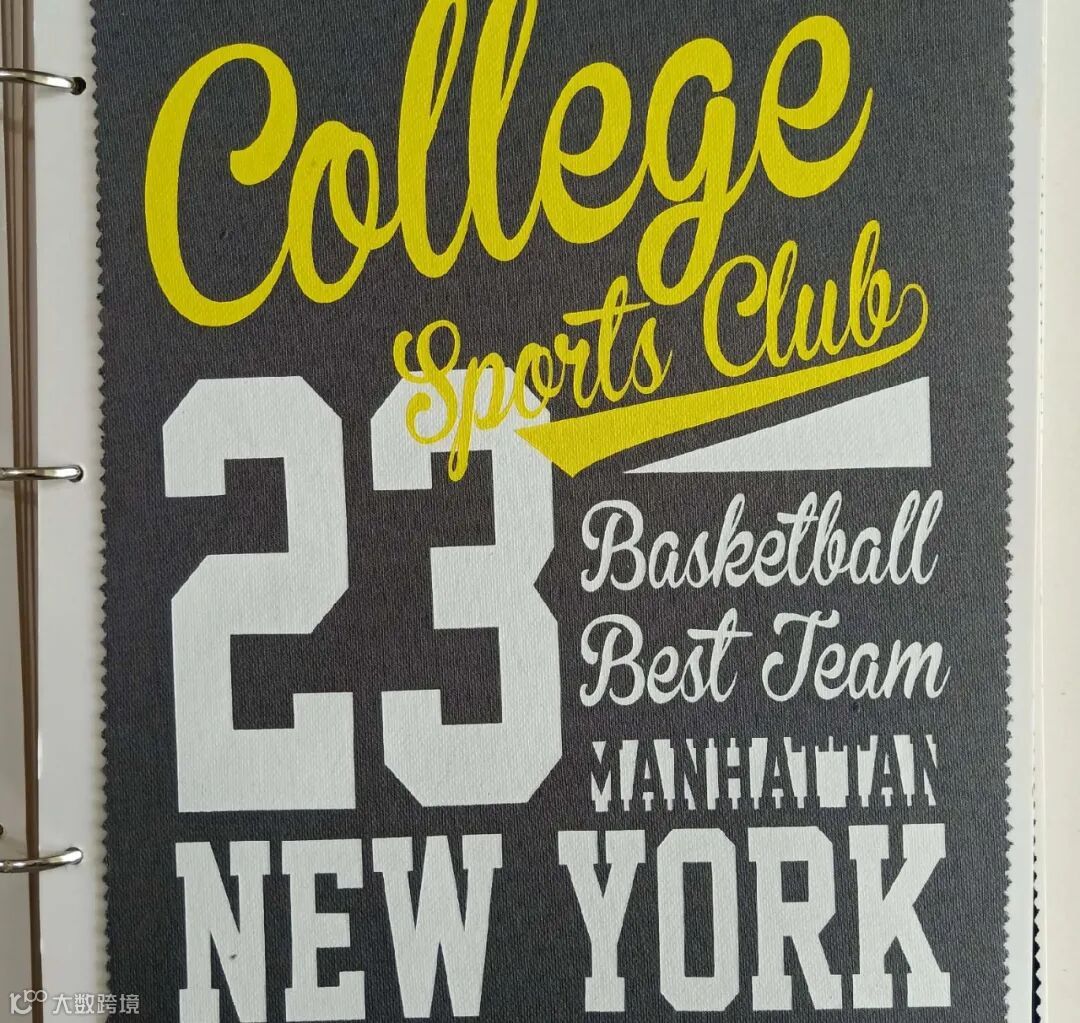 College
Sports Club
23
Basketball
Best Team
MANHATTAN
NEW YORK
大数跨境